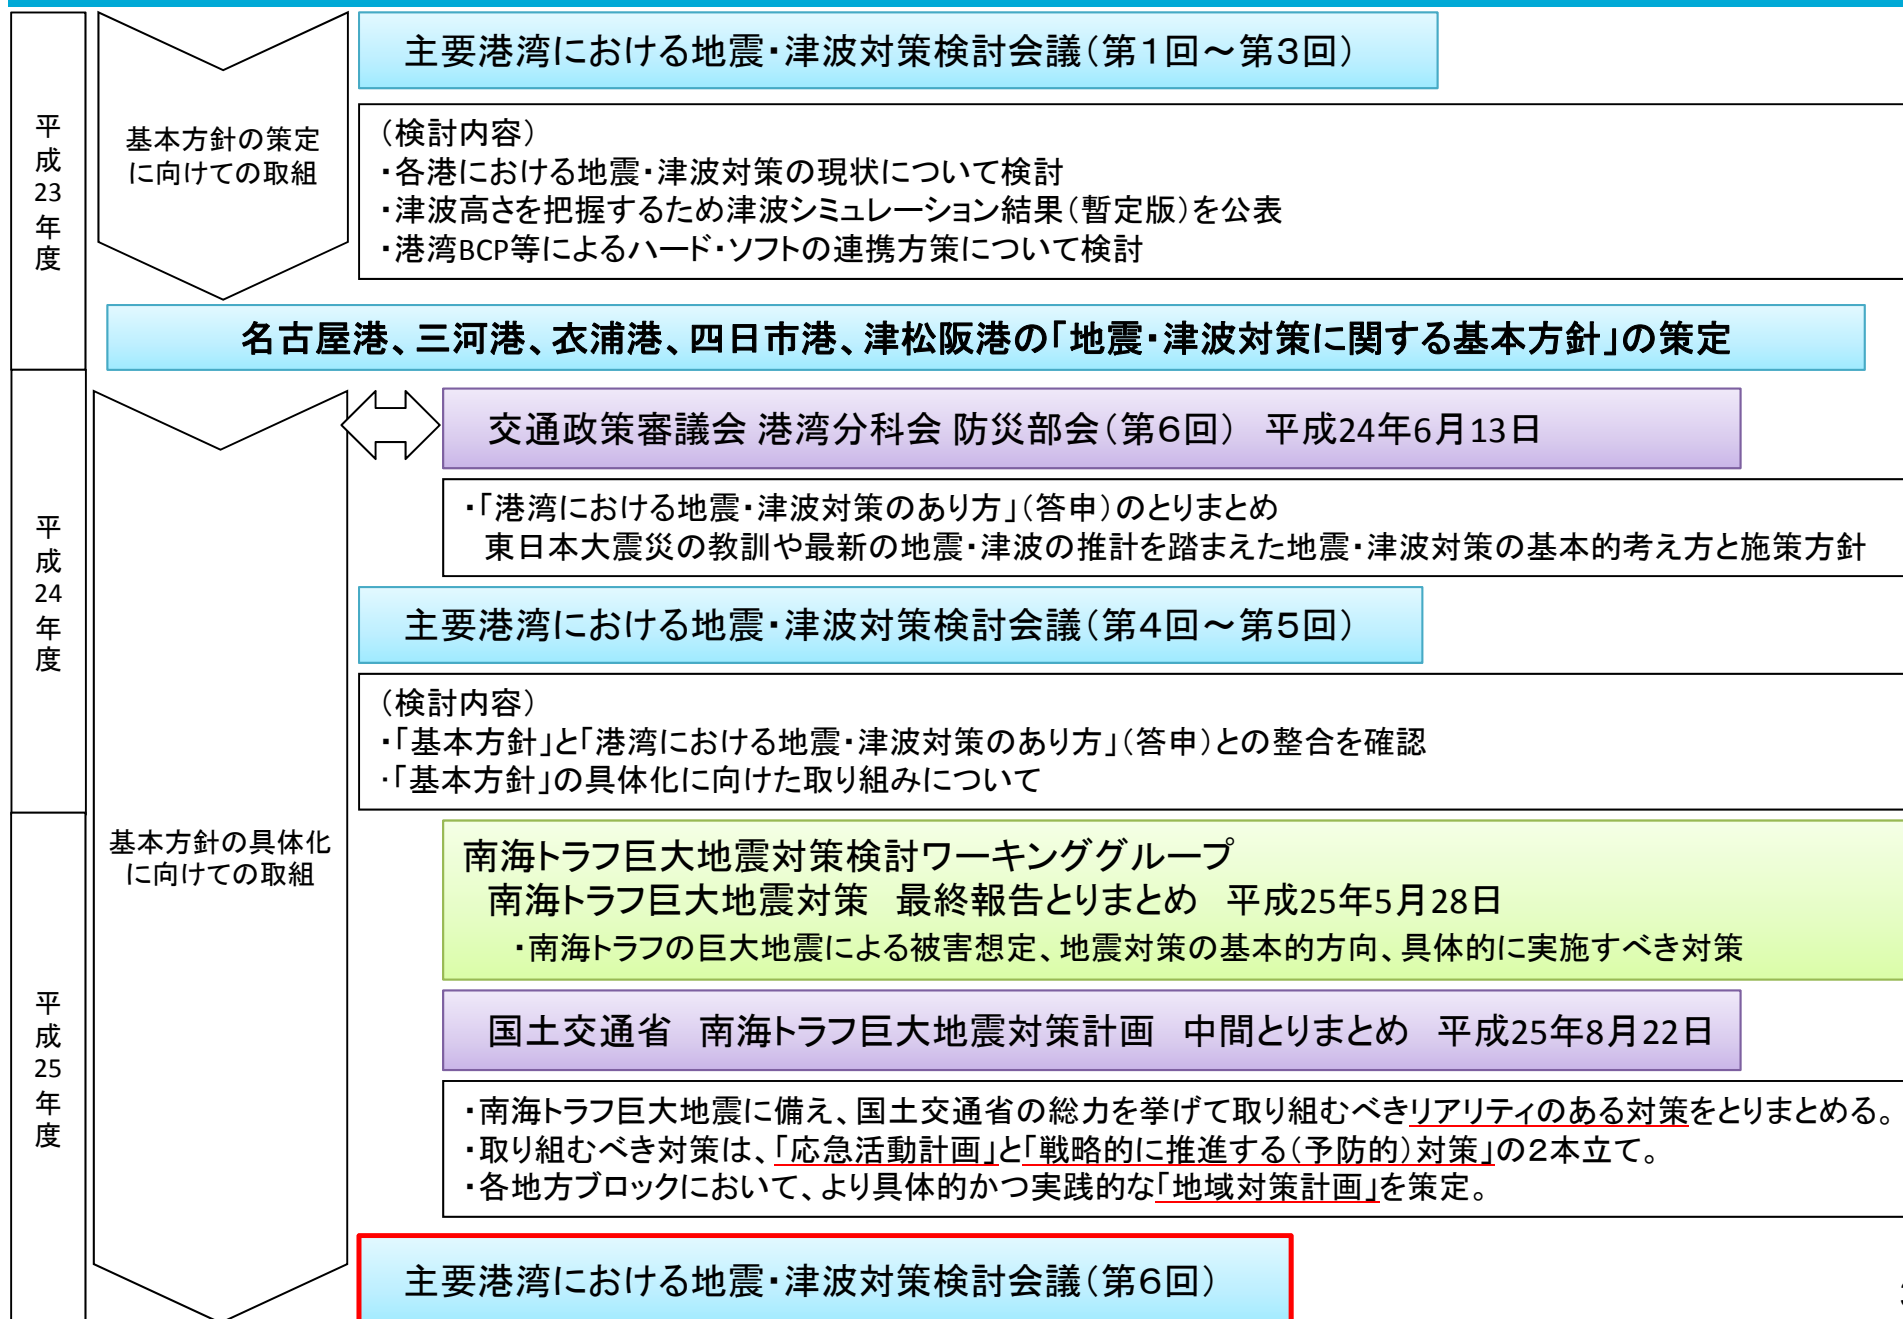 平成23年度
基本方針の策定
に向けての取組
主要港湾における地震・津波対策検討会議（第１回～第３回）
（検討内容）
・各港における地震・津波対策の現状について検討
・津波高さを把握するため津波シミュレーション結果（暫定版）を公表
・港湾BCP等によるハード・ソフトの連携方策について検討
名古屋港、三河港、衣浦港、四日市港、津松阪港の「地震・津波対策に関する基本方針」の策定
平成24年度
交通政策審議会 港湾分科会 防災部会（第６回） 平成24年6月13日
・「港湾における地震・津波対策のあり方」（答申）のとりまとめ
東日本大震災の教訓や最新の地震・津波の推計を踏まえた地震・津波対策の基本的考え方と施策方針
主要港湾における地震・津波対策検討会議（第４回～第５回）
（検討内容）
・「基本方針」と「港湾における地震・津波対策のあり方」（答申）との整合を確認
・「基本方針」の具体化に向けた取り組みについて
基本方針の具体化
に向けての取組
平成25年度
南海トラフ巨大地震対策検討ワーキンググループ
南海トラフ巨大地震対策　最終報告とりまとめ　平成25年5月28日
・南海トラフの巨大地震による被害想定、地震対策の基本的方向、具体的に実施すべき対策
国土交通省　南海トラフ巨大地震対策計画　中間とりまとめ　平成25年8月22日
・南海トラフ巨大地震に備え、国土交通省の総力を挙げて取り組むべきリアリティのある対策をとりまとめる。
・取り組むべき対策は、「応急活動計画」と「戦略的に推進する（予防的）対策」の２本立て。
・各地方ブロックにおいて、より具体的かつ実践的な「地域対策計画」を策定。
主要港湾における地震・津波対策検討会議（第６回）